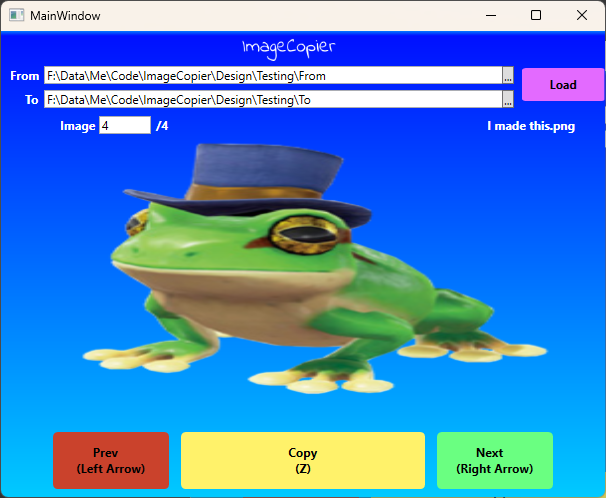 MainWindow
ImageCopier
From F:\Data\Me\Code\ImageCopier\Design\Testing\From ...
Load
To F:\Data\Me\Code\ImageCopier\Design\Testing\To ...
Image 4 /4
I made this.png
Prev
(Left Arrow)
Copy
(Z)
Next
(Right Arrow)